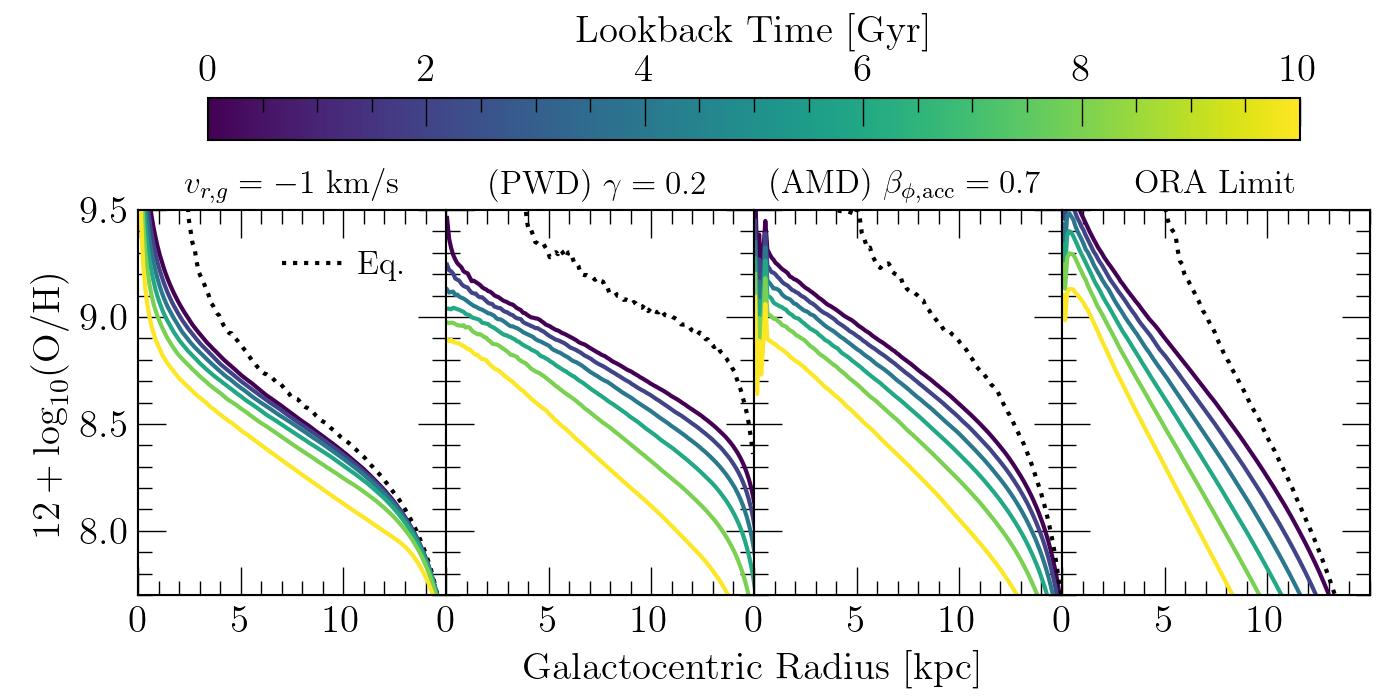 Lookback Time [Gyr]
0 2 4 6 8 10
v_{r,g} = −1 km/s (PWD) γ = 0.2 (AMD) β_{ϕ,acc} = 0.7 ORA Limit
9.5
Eq.
9.0
8.5
8.0
12 + log₁₀(O/H)
0 5 10 0 5 10 0 5 10 0 5 10
Galactocentric Radius [kpc]